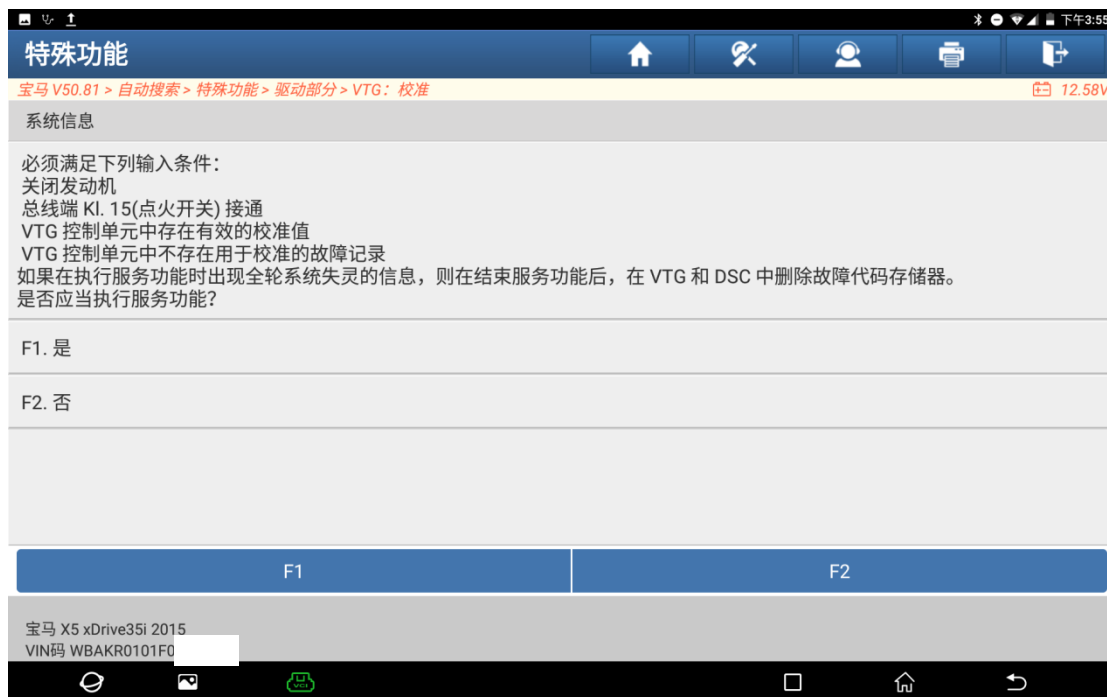 下午3:55
特殊功能
宝马 V50.81 > 自动搜索 > 特殊功能 > 驱动部分 > VTG：校准
12.58V
系统信息
必须满足下列输入条件：
关闭发动机
总线端 Kl. 15(点火开关) 接通
VTG 控制单元中存在有效的校准值
VTG 控制单元中不存在用于校准的故障记录
如果在执行服务功能时出现全轮系统失灵的信息，则在结束服务功能后，在 VTG 和 DSC 中删除故障代码存储器。
是否应当执行服务功能？
F1. 是
F2. 否
F1
F2
宝马 X5 xDrive35i 2015
VIN码 WBAKR0101F0
VCI